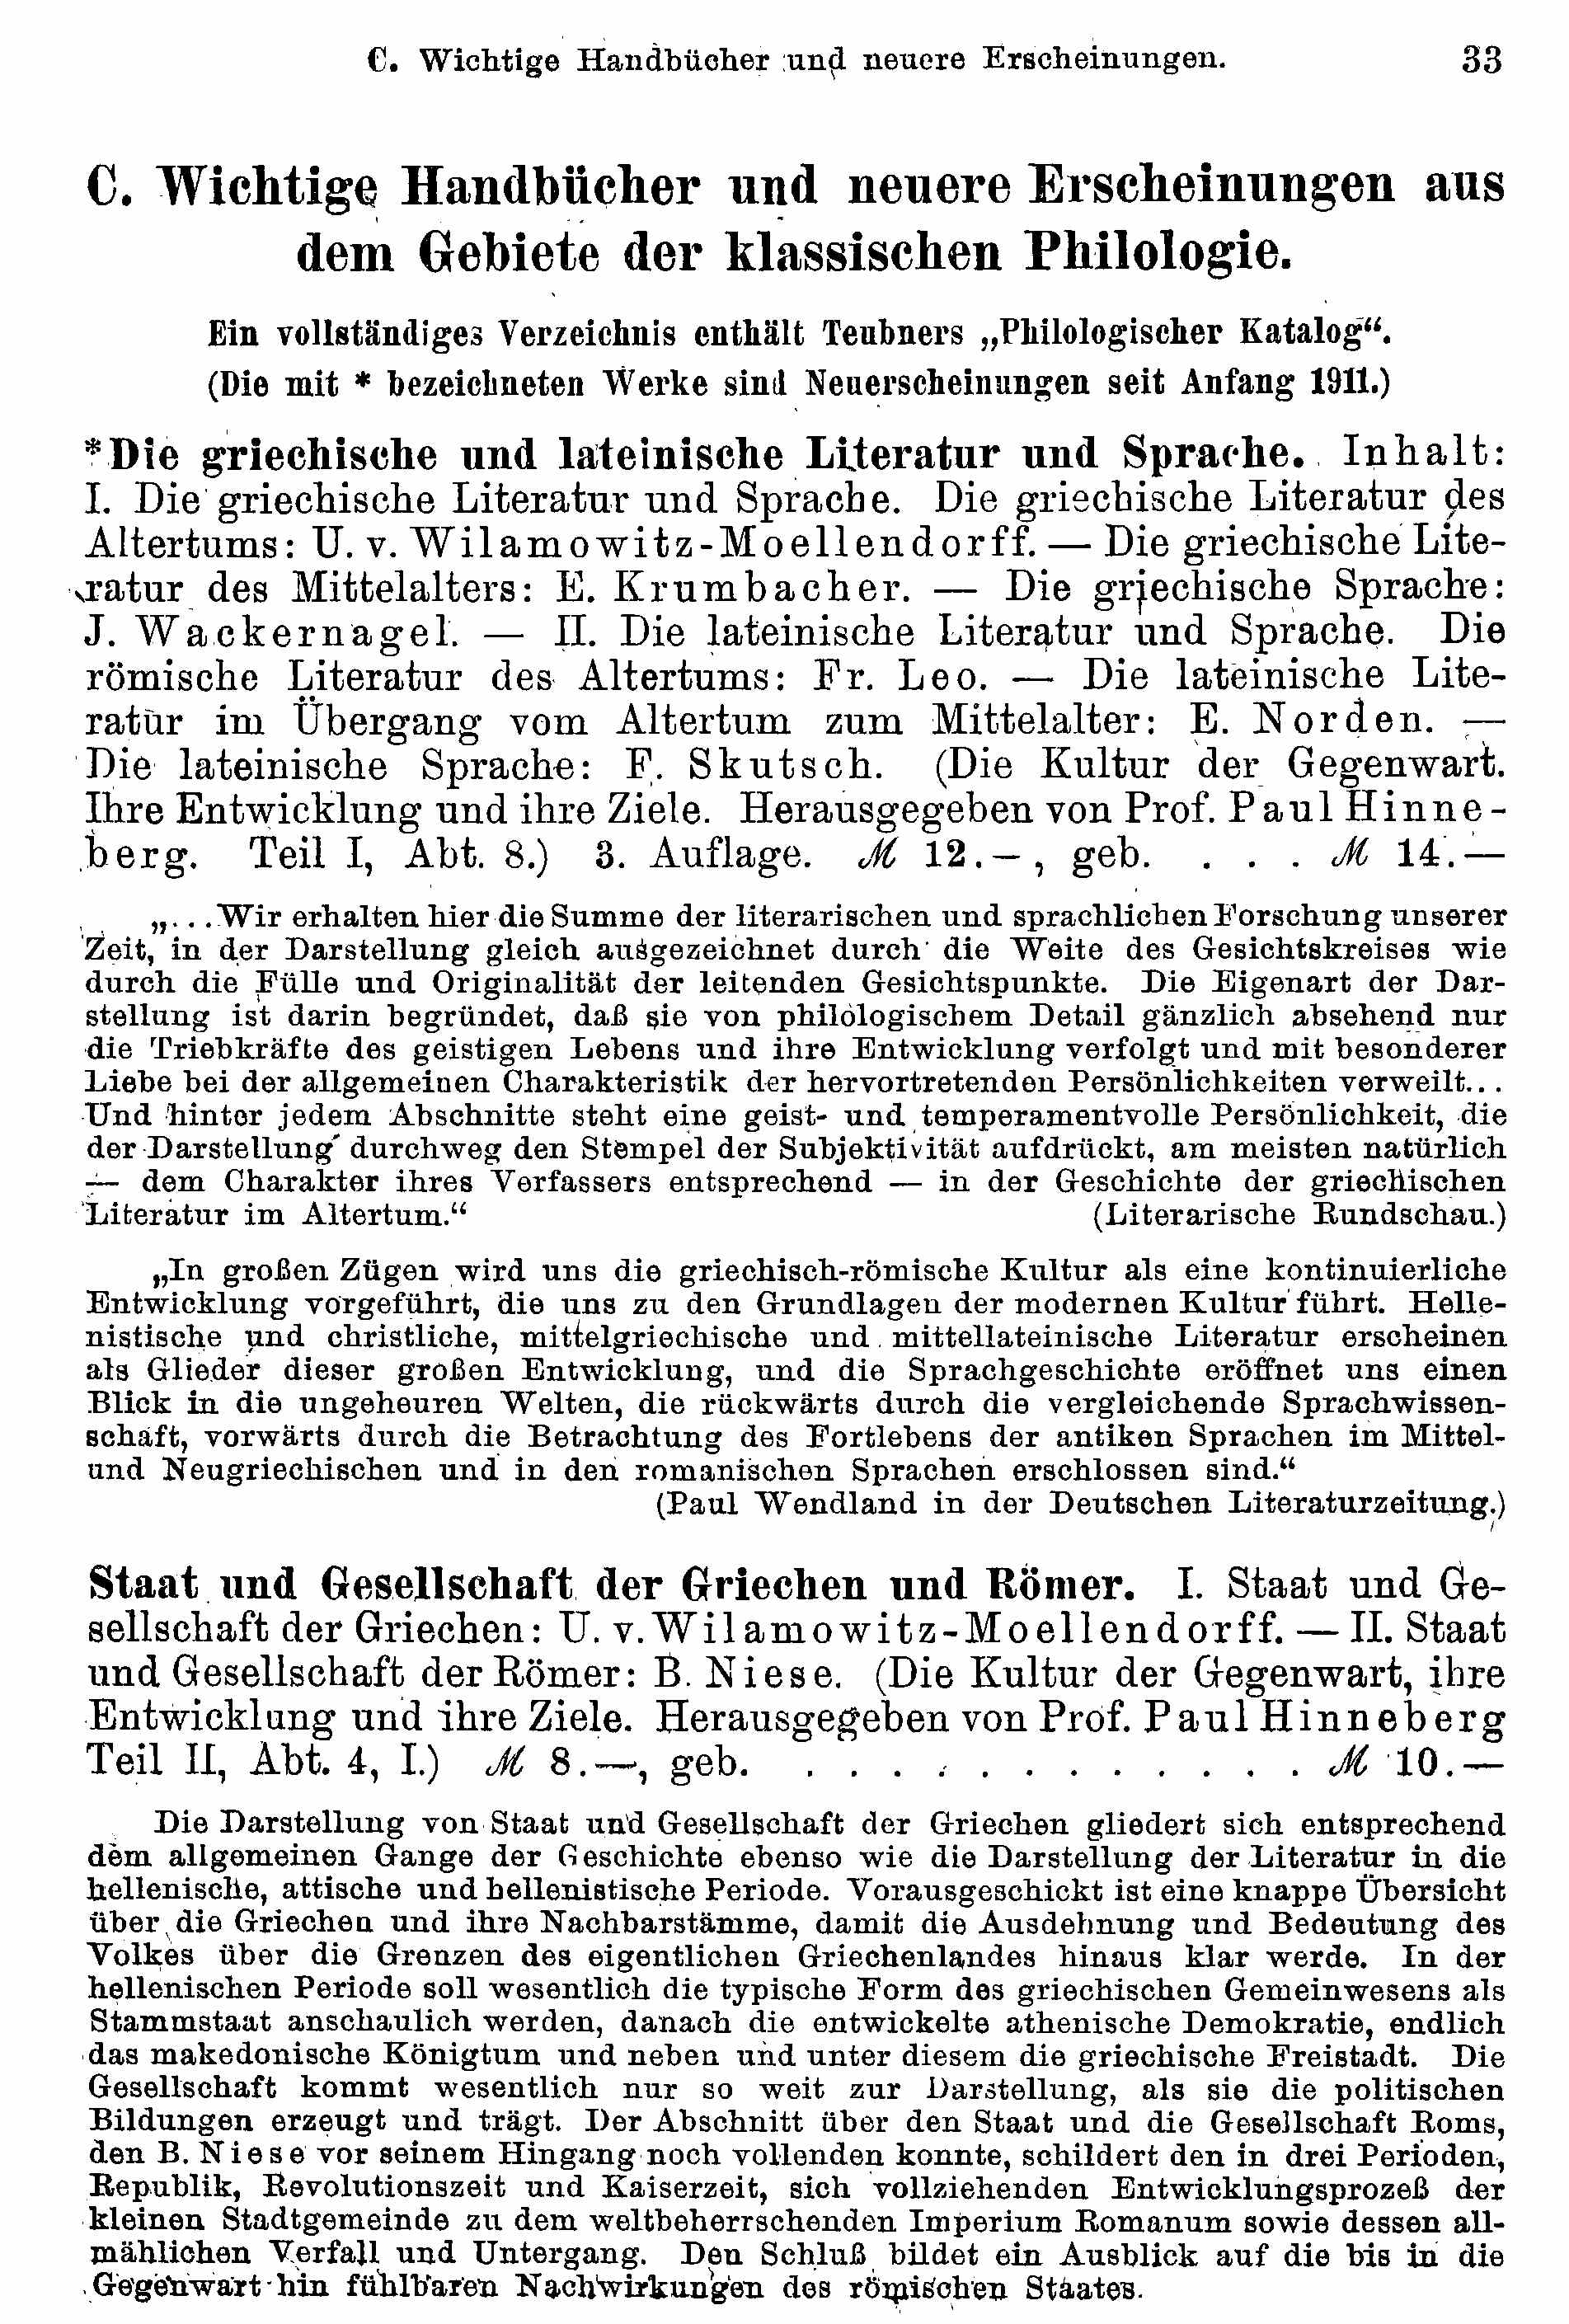 C. Wichtige Handbücher und neuere Erscheinungen. 33
C. Wichtige Handbücher und neuere Erscheinungen aus
dem Gebiete der klassischen Philologie.
Ein vollständiges Verzeichnis enthält Teubners „Philologischer Katalog“.
(Die mit * bezeichneten Werke sind Neuerscheinungen seit Anfang 1911.)
*Die griechische und lateinische Literatur und Sprache. Inhalt:
I. Die griechische Literatur und Sprache. Die griechische Literatur des
Altertums: U. v. Wilamowitz-Moellendorff. — Die griechische Lite-
ratur des Mittelalters: E. Krumbacher. — Die griechische Sprache:
J. Wackernagel. — II. Die lateinische Literatur und Sprache. Die
römische Literatur des Altertums: Fr. Leo. — Die lateinische Lite-
ratur im Übergang vom Altertum zum Mittelalter: E. Norden. —
Die lateinische Sprache: F. Skutsch. (Die Kultur der Gegenwart.
Ihre Entwicklung und ihre Ziele. Herausgegeben von Prof. Paul Hinne-
berg. Teil I, Abt. 8.) 3. Auflage. ℳ 12.–, geb. . . . ℳ 14.—
„...Wir erhalten hier die Summe der literarischen und sprachlichen Forschung unserer
Zeit, in der Darstellung gleich ausgezeichnet durch die Weite des Gesichtskreises wie
durch die Fülle und Originalität der leitenden Gesichtspunkte. Die Eigenart der Dar-
stellung ist darin begründet, daß sie von philologischem Detail gänzlich absehend nur
die Triebkräfte des geistigen Lebens und ihre Entwicklung verfolgt und mit besonderer
Liebe bei der allgemeinen Charakteristik der hervortretenden Persönlichkeiten verweilt...
Und hinter jedem Abschnitte steht eine geist- und temperamentvolle Persönlichkeit, die
der Darstellung durchweg den Stempel der Subjektivität aufdrückt, am meisten natürlich
— dem Charakter ihres Verfassers entsprechend — in der Geschichte der griechischen
Literatur im Altertum.“ (Literarische Rundschau.)
„In großen Zügen wird uns die griechisch-römische Kultur als eine kontinuierliche
Entwicklung vorgeführt, die uns zu den Grundlagen der modernen Kultur führt. Helle-
nistische und christliche, mittelgriechische und mittellateinische Literatur erscheinen
als Glieder dieser großen Entwicklung, und die Sprachgeschichte eröffnet uns einen
Blick in die ungeheuren Welten, die rückwärts durch die vergleichende Sprachwissen-
schaft, vorwärts durch die Betrachtung des Fortlebens der antiken Sprachen im Mittel-
und Neugriechischen und in den romanischen Sprachen erschlossen sind.“
(Paul Wendland in der Deutschen Literaturzeitung.)
Staat und Gesellschaft der Griechen und Römer. I. Staat und Ge-
sellschaft der Griechen: U. v. Wilamowitz-Moellendorff. — II. Staat
und Gesellschaft der Römer: B. Niese. (Die Kultur der Gegenwart, ihre
Entwicklung und ihre Ziele. Herausgegeben von Prof. Paul Hinneberg
Teil II, Abt. 4, I.) ℳ 8.—, geb. . . . . . . . . . . . . . . ℳ 10.—
Die Darstellung von Staat und Gesellschaft der Griechen gliedert sich entsprechend
dem allgemeinen Gange der Geschichte ebenso wie die Darstellung der Literatur in die
hellenische, attische und hellenistische Periode. Vorausgeschickt ist eine knappe Übersicht
über die Griechen und ihre Nachbarstämme, damit die Ausdehnung und Bedeutung des
Volkes über die Grenzen des eigentlichen Griechenlandes hinaus klar werde. In der
hellenischen Periode soll wesentlich die typische Form des griechischen Gemeinwesens als
Stammstaat anschaulich werden, danach die entwickelte athenische Demokratie, endlich
das makedonische Königtum und neben und unter diesem die griechische Freistadt. Die
Gesellschaft kommt wesentlich nur so weit zur Darstellung, als sie die politischen
Bildungen erzeugt und trägt. Der Abschnitt über den Staat und die Gesellschaft Roms,
den B. Niese vor seinem Hingang noch vollenden konnte, schildert den in drei Perioden,
Republik, Revolutionszeit und Kaiserzeit, sich vollziehenden Entwicklungsprozeß der
kleinen Stadtgemeinde zu dem weltbeherrschenden Imperium Romanum sowie dessen all-
mählichen Verfall und Untergang. Den Schluß bildet ein Ausblick auf die bis in die
Gegenwart hin fühlbaren Nachwirkungen des römischen Staates.